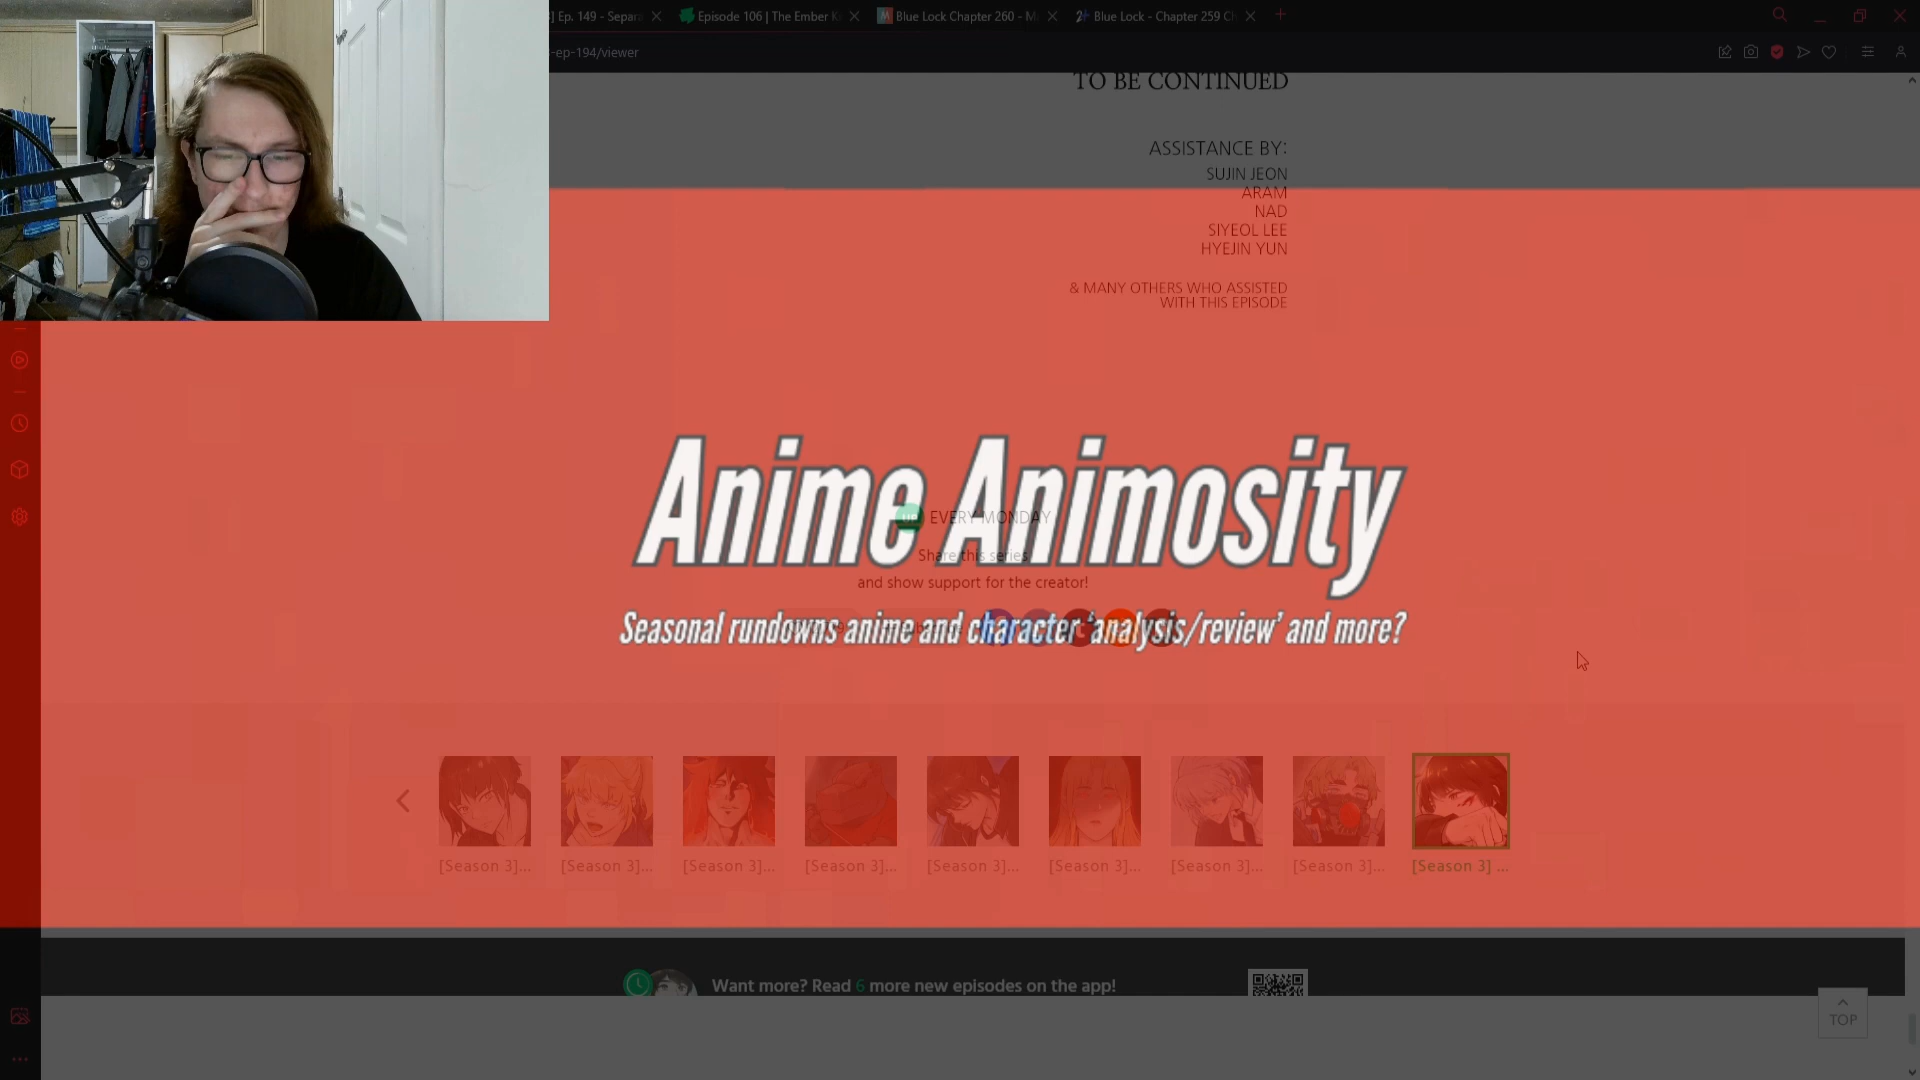 ] Ep. 149 - Separa
Episode 106 | The Ember K
Blue Lock Chapter 260 - M
Blue Lock - Chapter 259 C
-ep-194/viewer
TO BE CONTINUED
ASSISTANCE BY:
SUJIN JEON
ARAM
NAD
SIYEOL LEE
HYEJIN YUN
& MANY OTHERS WHO ASSISTED
WITH THIS EPISODE
Anime Animosity
EVERY MONDAY
Share this series
and show support for the creator!
Seasonal rundowns anime and character 'analysis/review' and more?
[Season 3]...
[Season 3]...
[Season 3]...
[Season 3]...
[Season 3]...
[Season 3]...
[Season 3]...
[Season 3]...
[Season 3] ...
Want more? Read 6 more new episodes on the app!
TOP